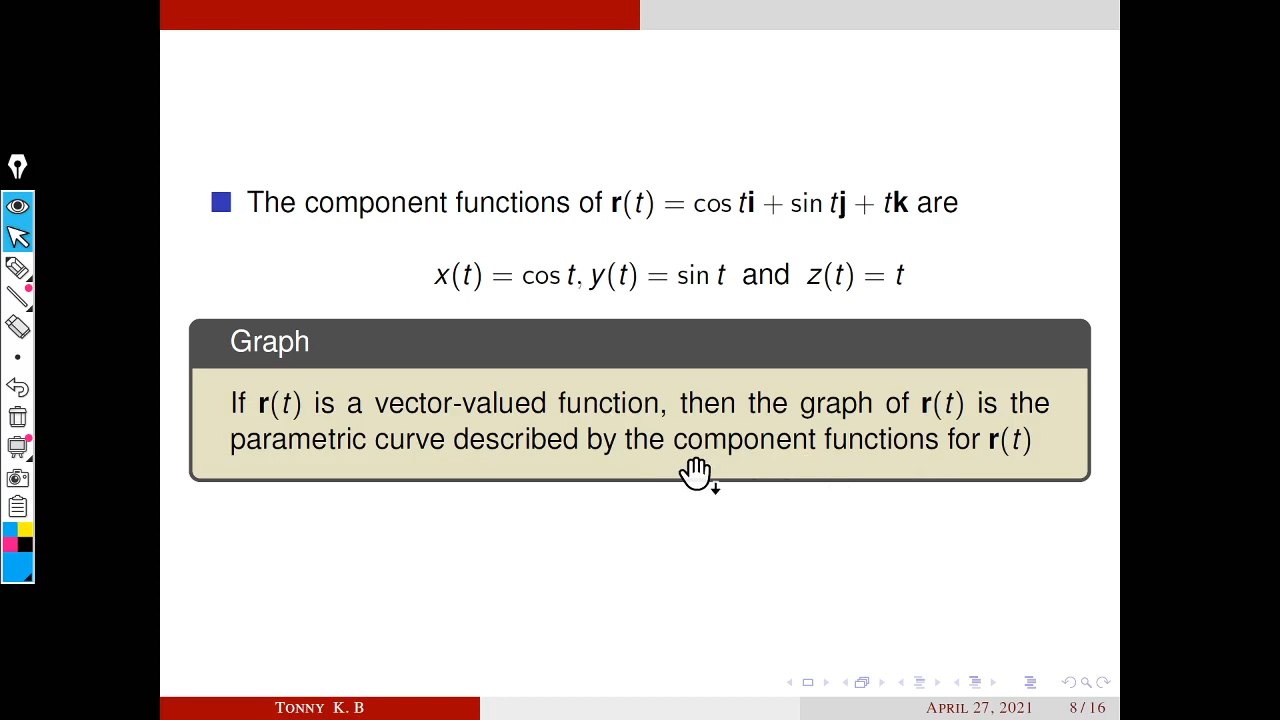 The component functions of r(t) = cos ti + sin tj + tk are
x(t) = cos t, y(t) = sin t and z(t) = t
Graph
If r(t) is a vector-valued function, then the graph of r(t) is the
parametric curve described by the component functions for r(t)
Tonny K. B April 27, 2021 8 / 16